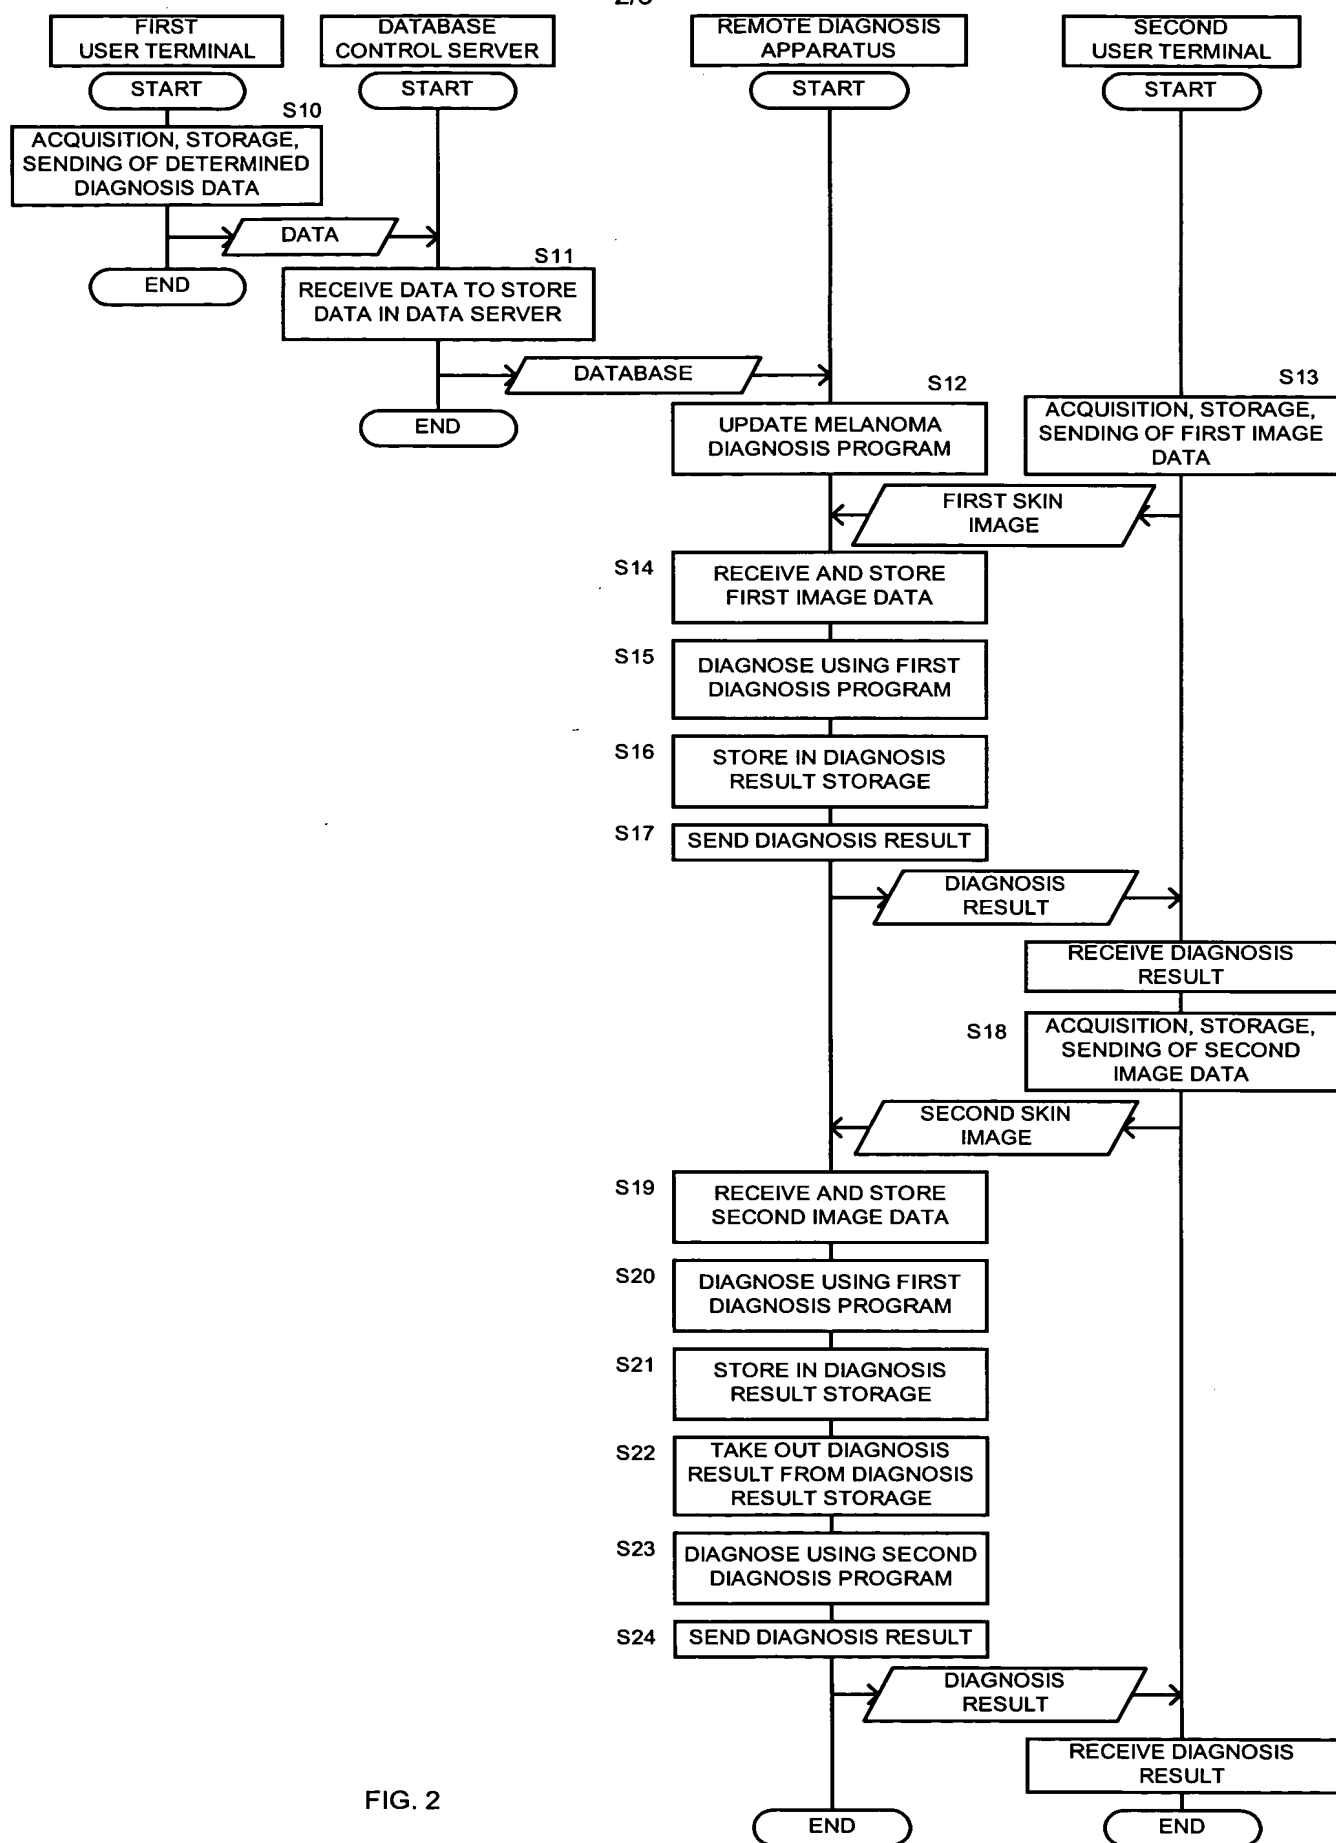 FIRST
USER TERMINAL
DATABASE
CONTROL SERVER
REMOTE DIAGNOSIS
APPARATUS
SECOND
USER TERMINAL
START
START
START
START
S10
ACQUISITION, STORAGE,
SENDING OF DETERMINED
DIAGNOSIS DATA
DATA
END
S11
RECEIVE DATA TO STORE
DATA IN DATA SERVER
DATABASE
END
S12
UPDATE MELANOMA
DIAGNOSIS PROGRAM
S13
ACQUISITION, STORAGE,
SENDING OF FIRST IMAGE
DATA
FIRST SKIN
IMAGE
S14
RECEIVE AND STORE
FIRST IMAGE DATA
S15
DIAGNOSE USING FIRST
DIAGNOSIS PROGRAM
S16
STORE IN DIAGNOSIS
RESULT STORAGE
S17
SEND DIAGNOSIS RESULT
DIAGNOSIS
RESULT
RECEIVE DIAGNOSIS
RESULT
S18
ACQUISITION, STORAGE,
SENDING OF SECOND
IMAGE DATA
SECOND SKIN
IMAGE
S19
RECEIVE AND STORE
SECOND IMAGE DATA
S20
DIAGNOSE USING FIRST
DIAGNOSIS PROGRAM
S21
STORE IN DIAGNOSIS
RESULT STORAGE
S22
TAKE OUT DIAGNOSIS
RESULT FROM DIAGNOSIS
RESULT STORAGE
S23
DIAGNOSE USING SECOND
DIAGNOSIS PROGRAM
S24
SEND DIAGNOSIS RESULT
DIAGNOSIS
RESULT
RECEIVE DIAGNOSIS
RESULT
FIG. 2
END
END